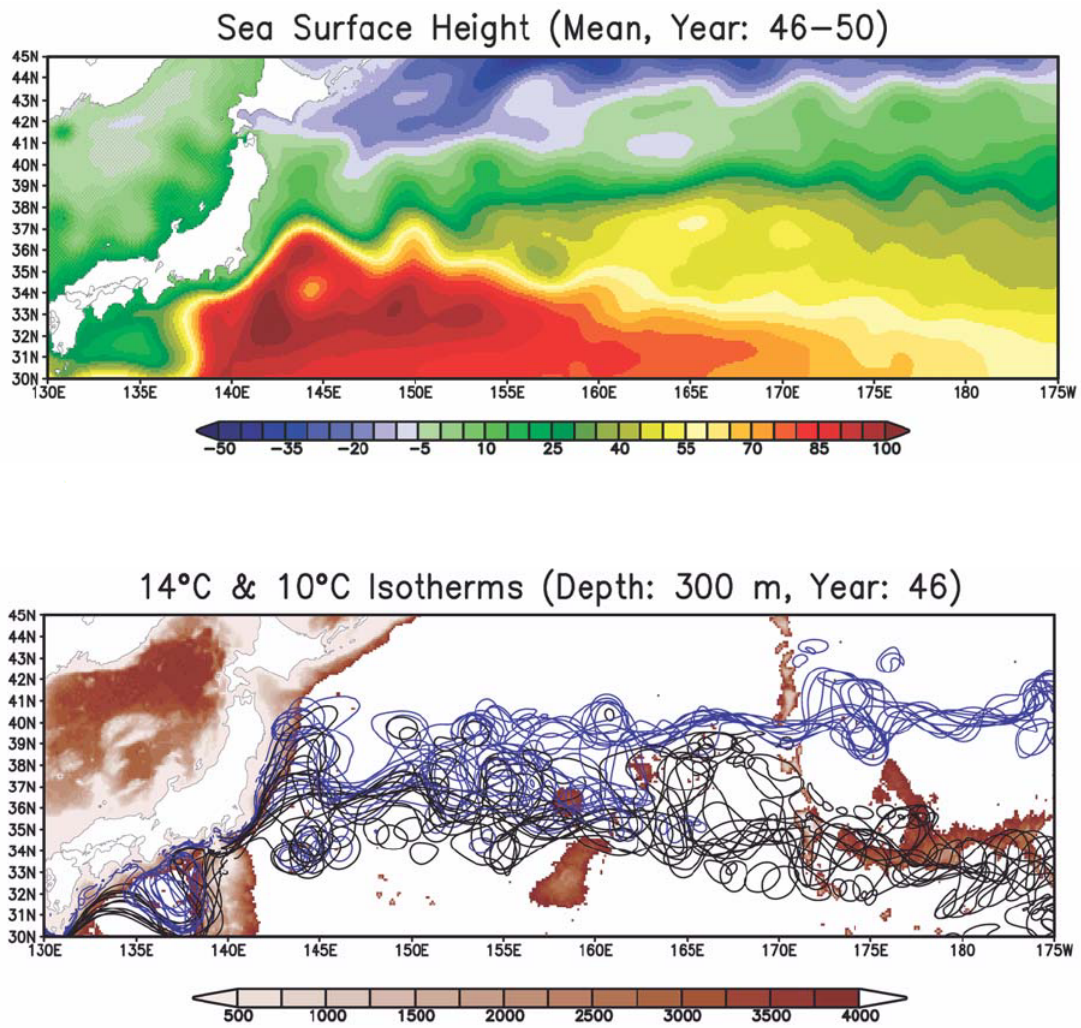 Sea Surface Height (Mean, Year: 46-50)
45N
44N
43N
42N
41N
40N
39N
38N
37N
36N
35N
34N
33N
32N
31N
30N
130E 135E 140E 145E 150E 155E 160E 165E 170E 175E 180 175W
-50 -35 -20 -5 10 25 40 55 70 85 100
14°C & 10°C Isotherms (Depth: 300 m, Year: 46)
45N
44N
43N
42N
41N
40N
39N
38N
37N
36N
35N
34N
33N
32N
31N
30N
130E 135E 140E 145E 150E 155E 160E 165E 170E 175E 180 175W
500 1000 1500 2000 2500 3000 3500 4000